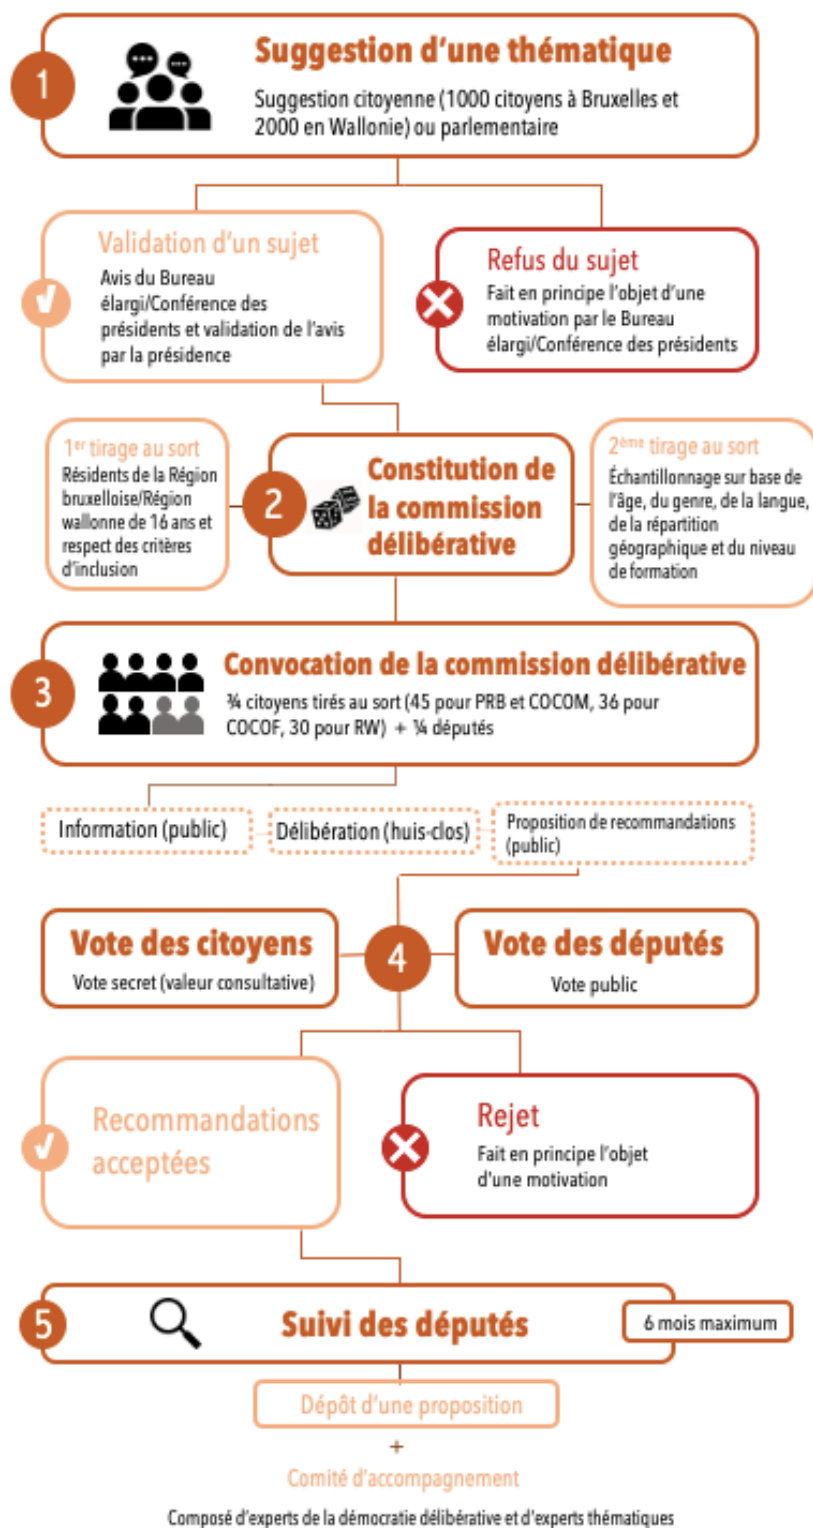 1
Suggestion d'une thématique
Suggestion citoyenne (1000 citoyens à Bruxelles et
2000 en Wallonie) ou parlementaire
Validation d'un sujet
Avis du Bureau
élargi/Conférence des
présidents et validation de l'avis
par la présidence
Refus du sujet
Fait en principe l'objet d'une
motivation par le Bureau
élargi/Conférence des présidents
1er tirage au sort
Résidents de la Région
bruxelloise/Région
wallonne de 16 ans et
respect des critères
d'inclusion
2
Constitution de
la commission
délibérative
2ème tirage au sort
Échantillonnage sur base de
l'âge, du genre, de la langue,
de la répartition
géographique et du niveau
de formation
3
Convocation de la commission délibérative
¾ citoyens tirés au sort (45 pour PRB et COCOM, 36 pour
COCOF, 30 pour RW) + ¼ députés
Information (public)
Délibération (huis-clos)
Proposition de recommandations
(public)
Vote des citoyens
Vote secret (valeur consultative)
4
Vote des députés
Vote public
Recommandations
acceptées
Rejet
Fait en principe l'objet
d'une motivation
5
Suivi des députés
6 mois maximum
Dépôt d'une proposition
+
Comité d'accompagnement
Composé d'experts de la démocratie délibérative et d'experts thématiques